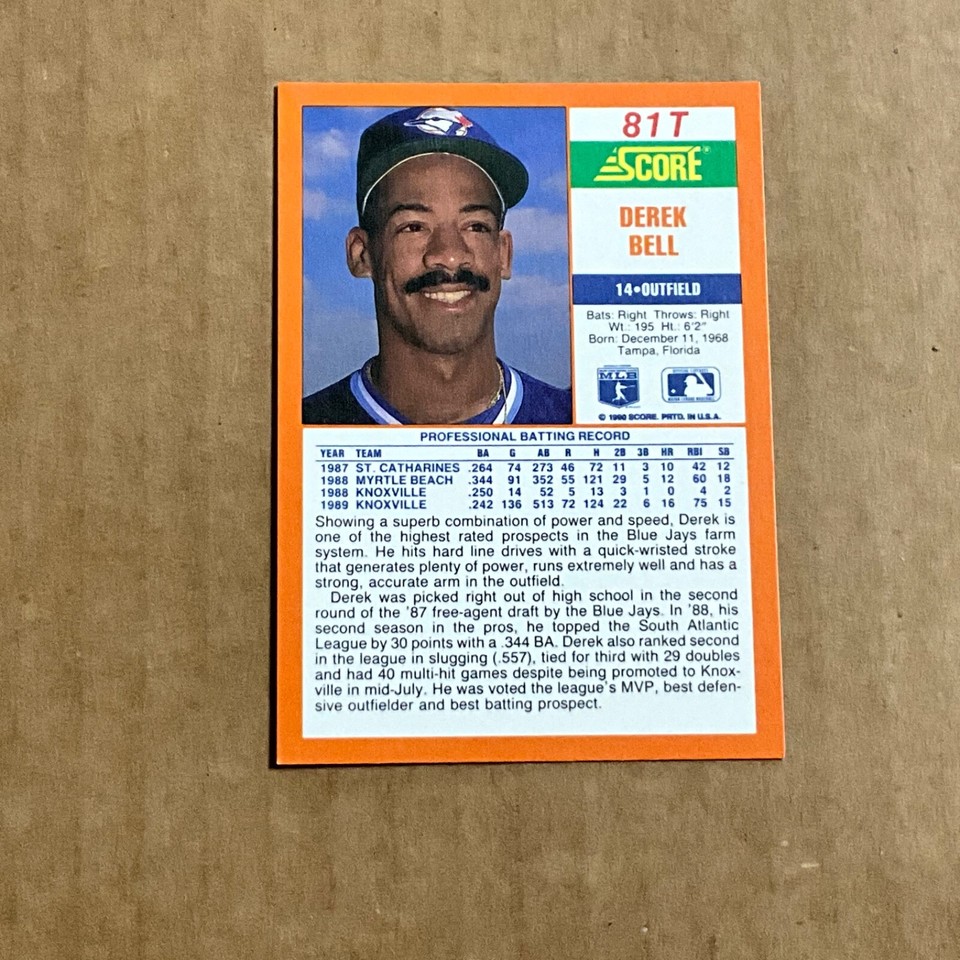 81T
SCORE®
DEREK
BELL
14•OUTFIELD
Bats: Right Throws: Right
Wt.: 195 Ht.: 6'2"
Born: December 11, 1968
Tampa, Florida
MLB
© 1990 SCORE. PRTD. IN U.S.A.
PROFESSIONAL BATTING RECORD
YEAR TEAM BA G AB R H 2B 3B HR RBI SB
1987 ST. CATHARINES .264 74 273 46 72 11 3 10 42 12
1988 MYRTLE BEACH .344 91 352 55 121 29 5 12 60 18
1988 KNOXVILLE .250 14 52 5 13 3 1 0 4 2
1989 KNOXVILLE .242 136 513 72 124 22 6 16 75 15
Showing a superb combination of power and speed, Derek is
one of the highest rated prospects in the Blue Jays farm
system. He hits hard line drives with a quick-wristed stroke
that generates plenty of power, runs extremely well and has a
strong, accurate arm in the outfield.
Derek was picked right out of high school in the second
round of the '87 free-agent draft by the Blue Jays. In '88, his
second season in the pros, he topped the South Atlantic
League by 30 points with a .344 BA. Derek also ranked second
in the league in slugging (.557), tied for third with 29 doubles
and had 40 multi-hit games despite being promoted to Knox-
ville in mid-July. He was voted the league's MVP, best defen-
sive outfielder and best batting prospect.